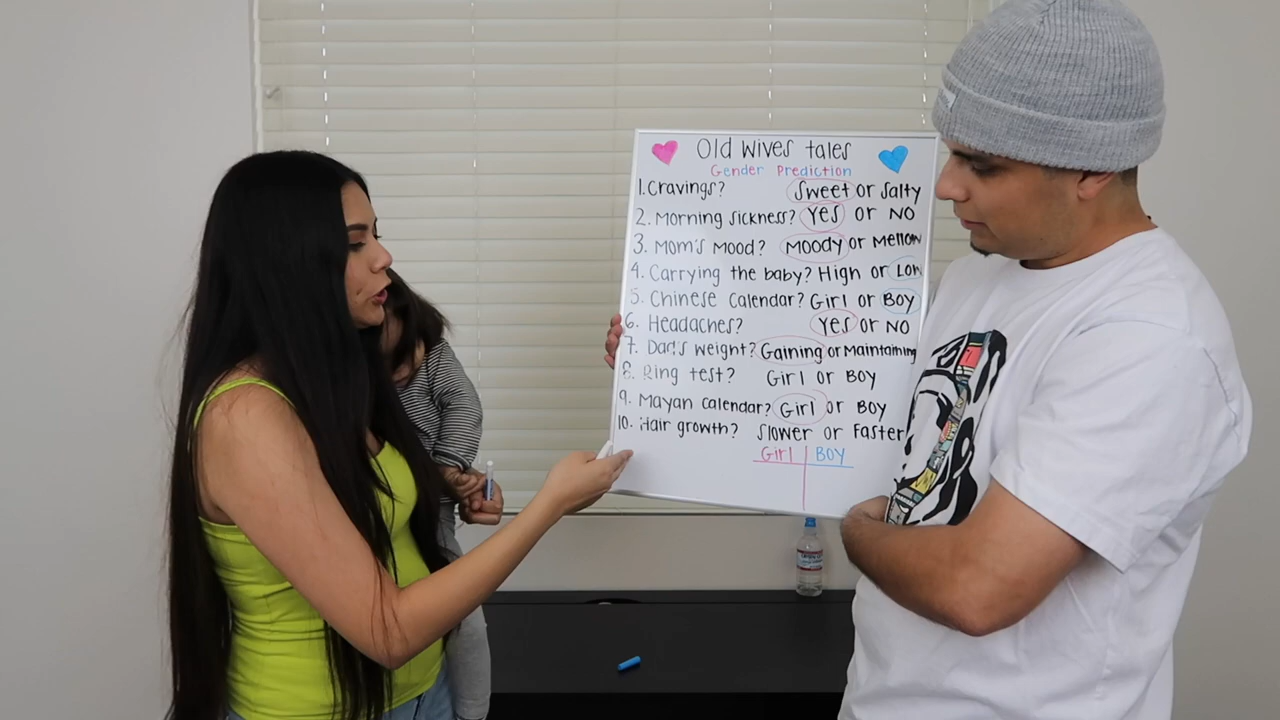 Old wives tales
Gender Prediction
1. Cravings? Sweet or Salty
2. Morning sickness? Yes or NO
3. Mom's Mood? Moody or Mellow
4. Carrying the baby? High or Low
5. Chinese Calendar? Girl or BOY
6. Headaches? Yes or NO
7. Dad's weight? Gaining or Maintaining
8. Ring test? Girl or BOY
9. Mayan Calendar? Girl or BOY
10. Hair growth? Slower or Faster
Girl BOY